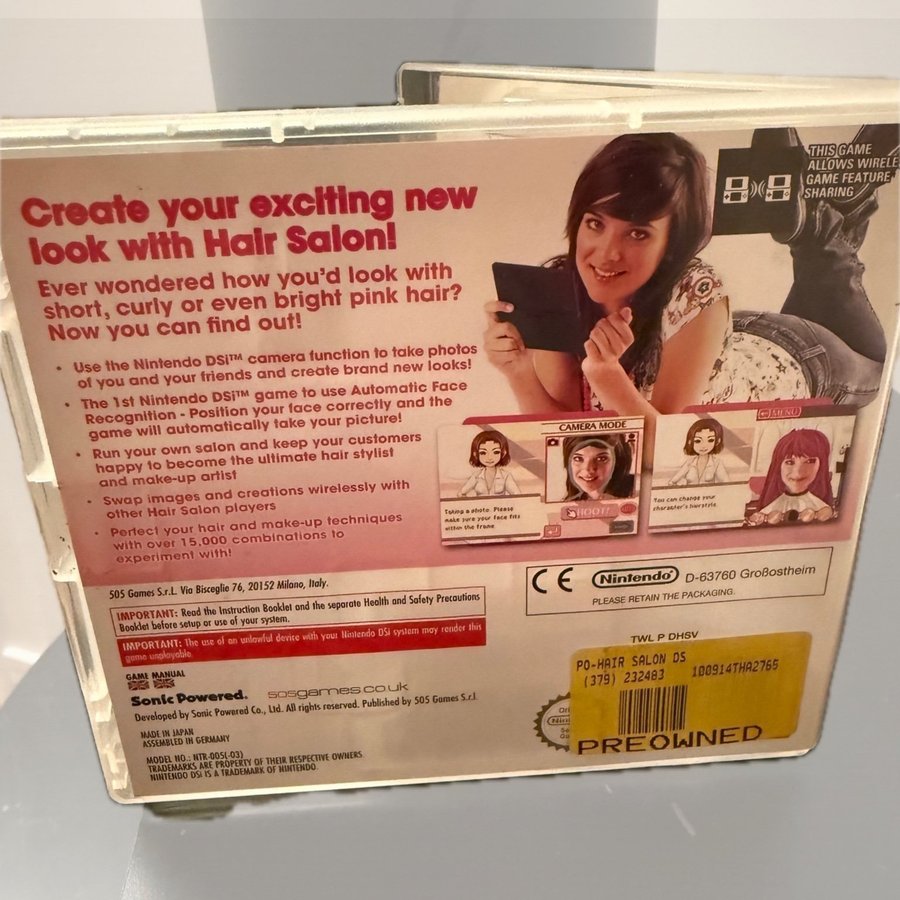 Create your exciting new
look with Hair Salon!
Ever wondered how you'd look with
short, curly or even bright pink hair?
Now you can find out!
• Use the Nintendo DSi™ camera function to take photos
of you and your friends and create brand new looks!
• The 1st Nintendo DSi™ game to use Automatic Face
Recognition - Position your face correctly and the
game will automatically take your picture!
• Run your own salon and keep your customers
happy to become the ultimate hair stylist
and make-up artist
• Swap images and creations wirelessly with
other Hair Salon players
• Perfect your hair and make-up techniques
with over 15,000 combinations to
experiment with!
THIS GAME
ALLOWS WIRELE
GAME FEATURE
SHARING
CAMERA MODE
Taking a photo. Please
make sure your face fits
within the frame
SHOOT!
MENU
You can change your
character's hairstyle.
505 Games S.r.L. Via Bisceglie 76, 20152 Milano, Italy.
IMPORTANT: Read the Instruction Booklet and the separate Health and Safety Precautions
Booklet before setup or use of your system.
IMPORTANT: The use of an unlawful device with your Nintendo DSi system may render this
game unplayable.
GAME MANUAL
Sonic Powered. 505games.co.uk
Developed by Sonic Powered Co., Ltd. All rights reserved. Published by 505 Games S.r.l.
MADE IN JAPAN
ASSEMBLED IN GERMANY
MODEL NO.: NTR-005(-03)
TRADEMARKS ARE PROPERTY OF THEIR RESPECTIVE OWNERS.
NINTENDO DSi IS A TRADEMARK OF NINTENDO.
CE Nintendo® D-63760 Großostheim
PLEASE RETAIN THE PACKAGING.
TWL P DHSV
PO-HAIR SALON DS
(379) 232483 100914THA2765
PREOWNED